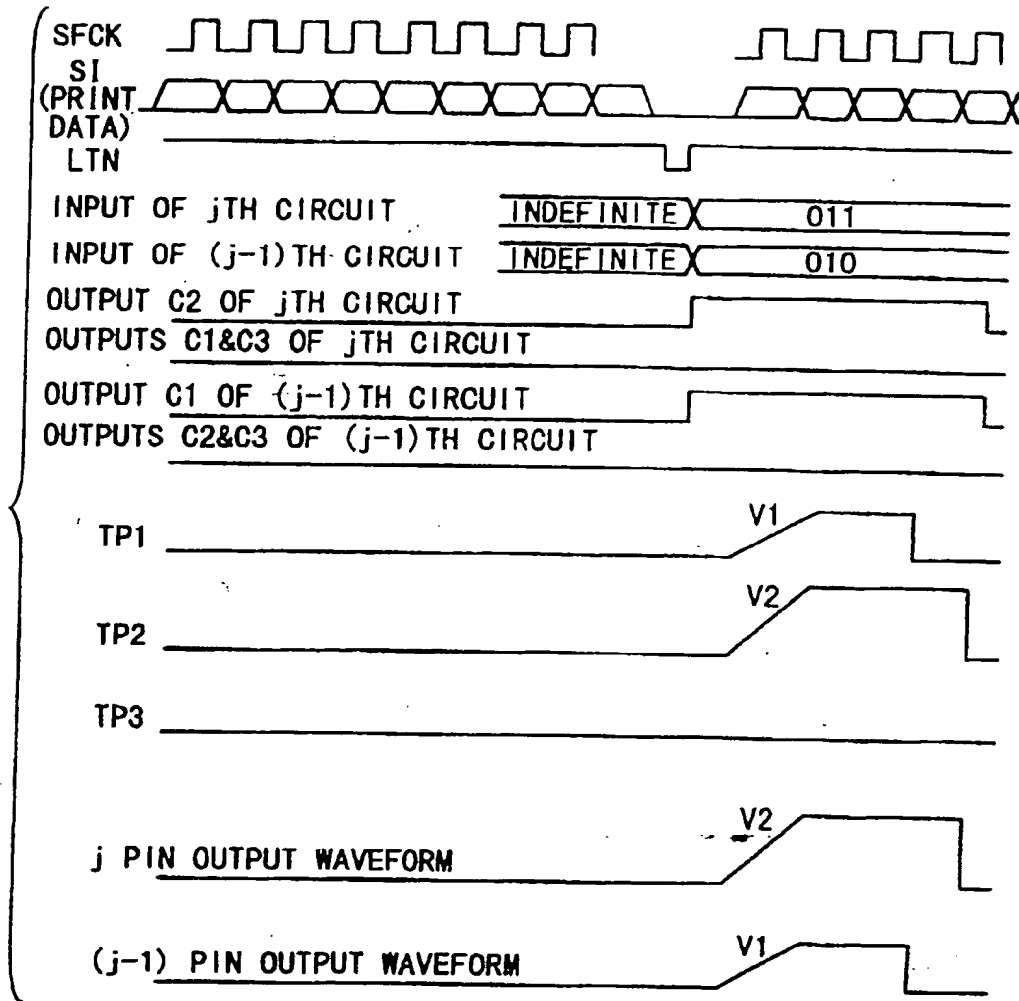 SFCK
SI
(PRINT
DATA)
LTN
INPUT OF jTH CIRCUIT INDEFINITE 011
INPUT OF (j-1)TH CIRCUIT INDEFINITE 010
OUTPUT C2 OF jTH CIRCUIT
OUTPUTS C1&C3 OF jTH CIRCUIT
OUTPUT C1 OF (j-1)TH CIRCUIT
OUTPUTS C2&C3 OF (j-1)TH CIRCUIT
TP1 V1
TP2 V2
TP3
j PIN OUTPUT WAVEFORM V2
(j-1) PIN OUTPUT WAVEFORM V1